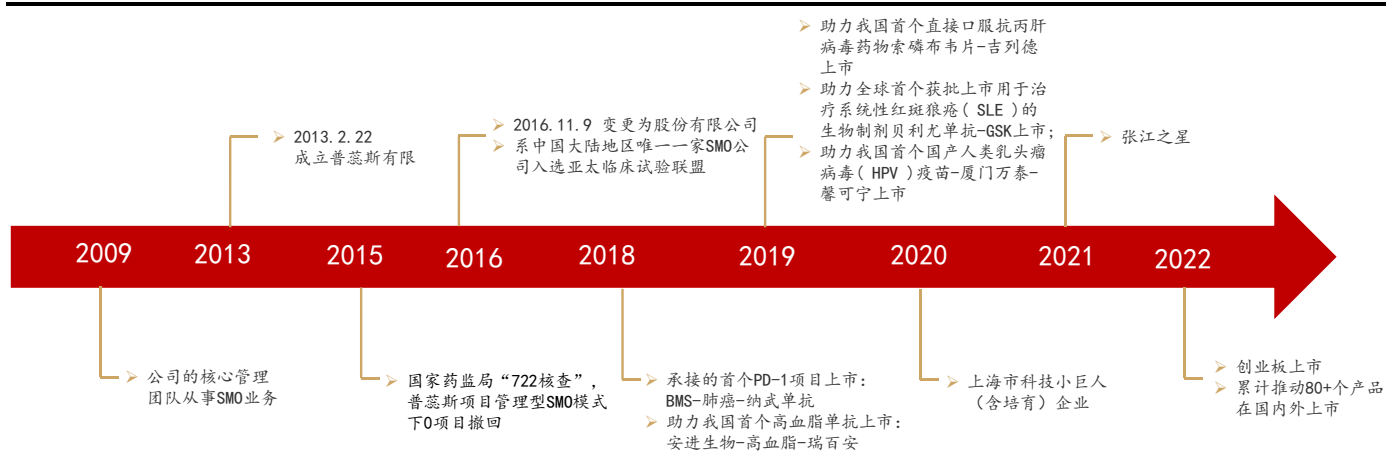 助力我国首个直接口服抗丙肝
病毒药物索磷布韦片-吉列德
上市
助力全球首个获批上市用于治
疗系统性红斑狼疮( SLE )的
生物制剂贝利尤单抗-GSK上市;
助力我国首个国产人类乳头瘤
病毒( HPV )疫苗-厦门万泰-
馨可宁上市
2013.2.22
成立普蕊斯有限
2016.11.9 变更为股份有限公司
系中国大陆地区唯一一家SMO公
司入选亚太临床试验联盟
张江之星
2009
2013
2015
2016
2018
2019
2020
2021
2022
公司的核心管理
团队从事SMO业务
国家药监局“722核查”,
普蕊斯项目管理型SMO模式
下0项目撤回
承接的首个PD-1项目上市:
BMS-肺癌-纳武单抗
助力我国首个高血脂单抗上市:
安进生物-高血脂-瑞百安
上海市科技小巨人
（含培育）企业
创业板上市
累计推动80+个产品
在国内外上市